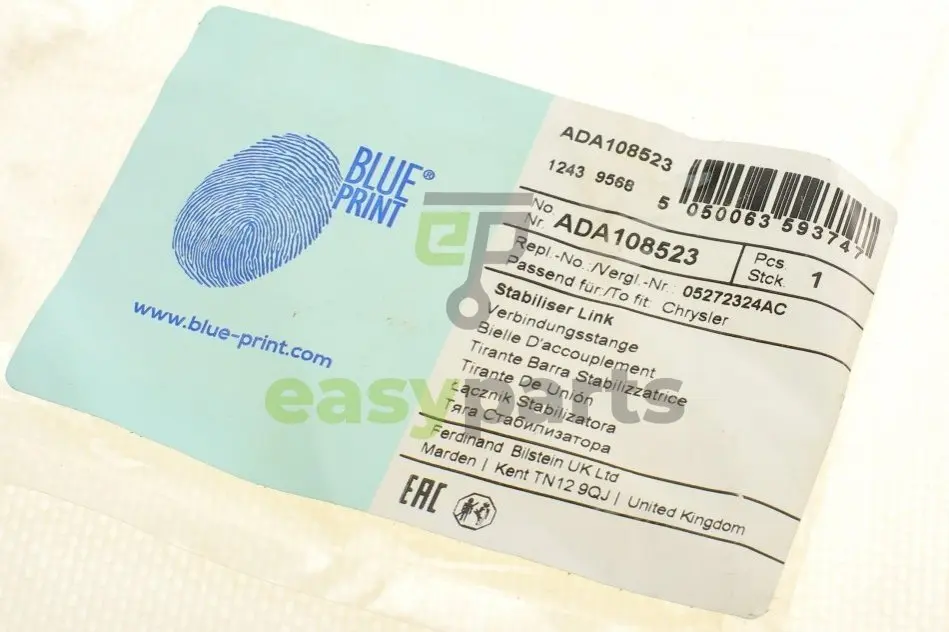 BLUE®
PRINT
www.blue-print.com
ADA108523
1243 9568
5 050063 593747
No.
Nr. ADA108523
Pcs.
Stck. 1
Repl.-No./Vergl.-Nr.: 05272324AC
Passend für:/To fit: Chrysler
Stabiliser Link
Verbindungsstange
Bielle D'accouplement
Tirante Barra Stabilizzatrice
Tirante De Unión
Łącznik Stabilizatora
Тяга Стабилизатора
Ferdinand Bilstein UK Ltd
Marden | Kent TN12 9QJ | United Kingdom
EAC
ep
easyparts